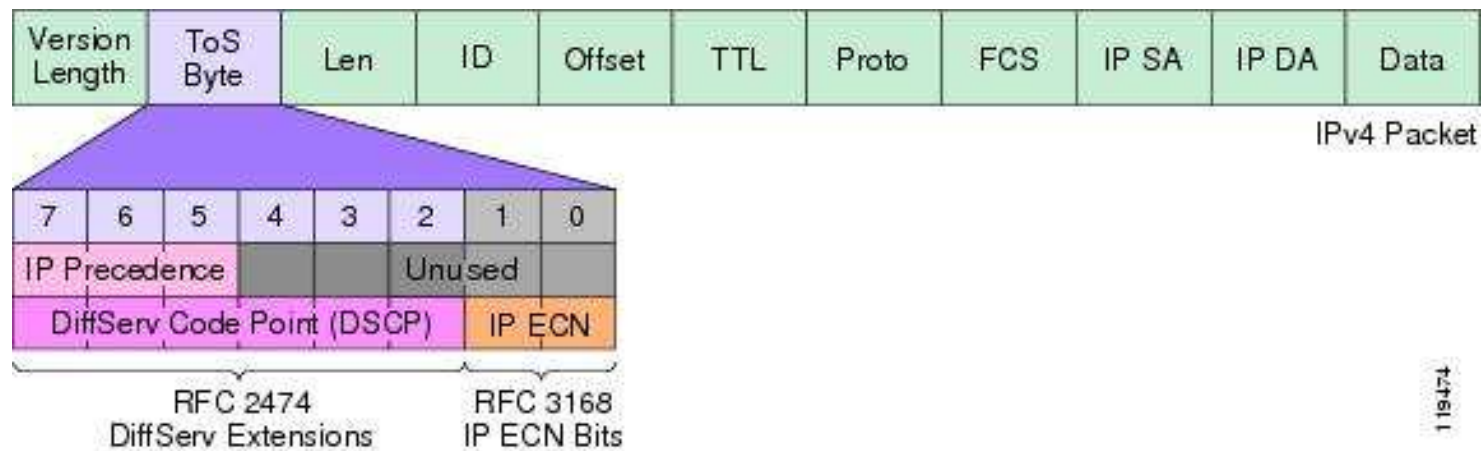 Version Length ToS Byte Len ID Offset TTL Proto FCS IP SA IP DA Data
IPv4 Packet
7 6 5 4 3 2 1 0
IP Precedence Unused
DiffServ Code Point (DSCP) IP ECN
RFC 2474 RFC 3168
DiffServ Extensions IP ECN Bits
119474